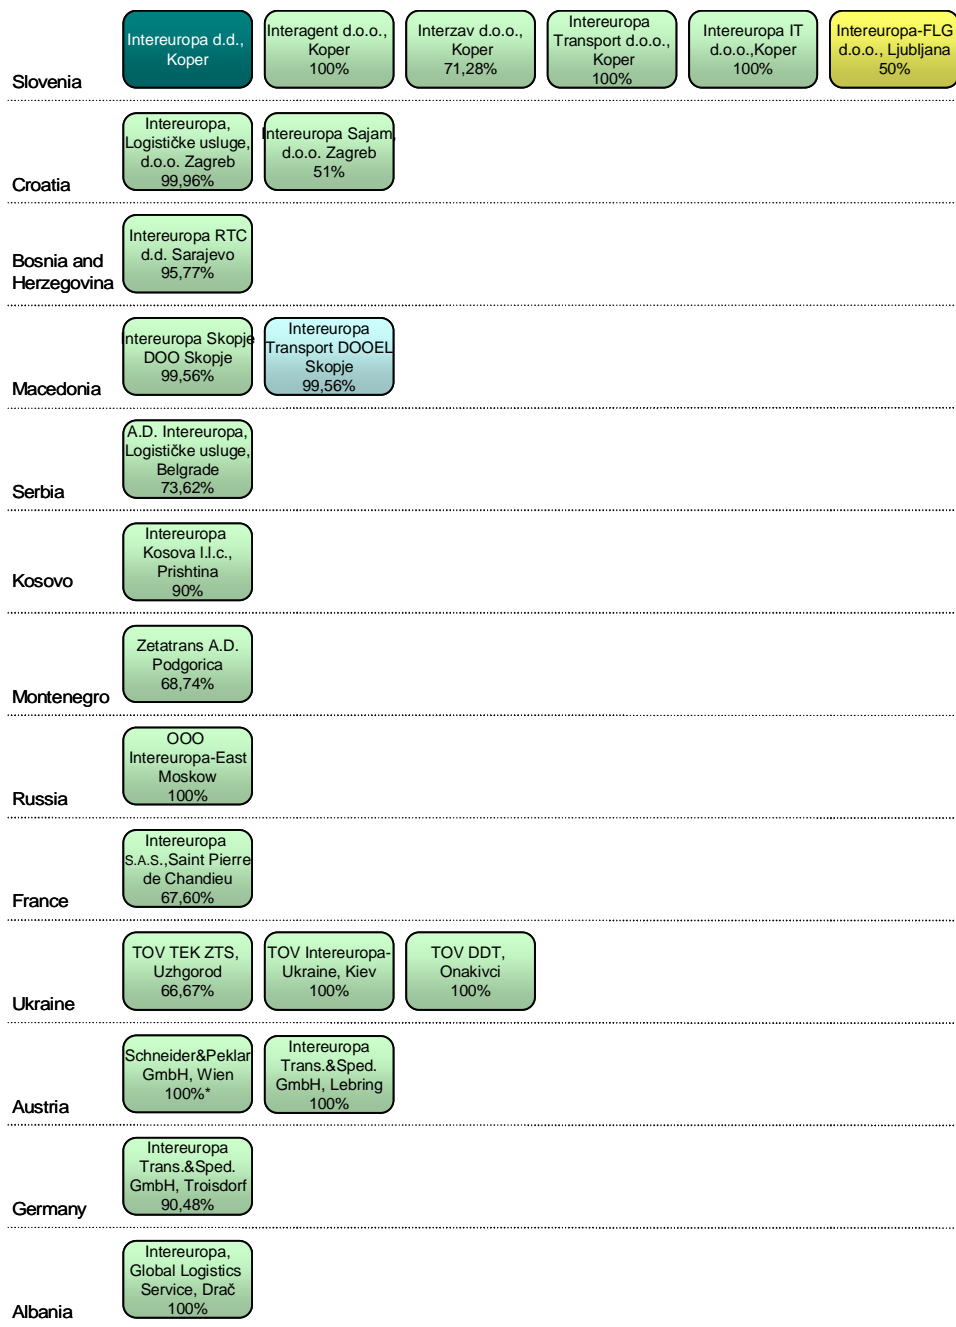 Slovenia
Intereuropa d.d.,
Koper
Interagent d.o.o.,
Koper
100%
Interzav d.o.o.,
Koper
71,28%
Intereuropa
Transport d.o.o.,
Koper
100%
Intereuropa IT
d.o.o.,Koper
100%
Intereuropa-FLG
d.o.o., Ljubljana
50%
Croatia
Intereuropa,
Logističke usluge,
d.o.o. Zagreb
99,96%
Intereuropa Sajam,
d.o.o. Zagreb
51%
Bosnia and
Herzegovina
Intereuropa RTC
d.d. Sarajevo
95,77%
Macedonia
Intereuropa Skopje
DOO Skopje
99,56%
Intereuropa
Transport DOOEL
Skopje
99,56%
Serbia
A.D. Intereuropa,
Logističke usluge,
Belgrade
73,62%
Kosovo
Intereuropa
Kosova l.l.c.,
Prishtina
90%
Montenegro
Zetatrans A.D.
Podgorica
68,74%
Russia
OOO
Intereuropa-East
Moskow
100%
France
Intereuropa
S.A.S.,Saint Pierre
de Chandieu
67,60%
Ukraine
TOV TEK ZTS,
Uzhgorod
66,67%
TOV Intereuropa-
Ukraine, Kiev
100%
TOV DDT,
Onakivci
100%
Austria
Schneider&Peklar
GmbH, Wien
100%*
Intereuropa
Trans.&Sped.
GmbH, Lebring
100%
Germany
Intereuropa
Trans.&Sped.
GmbH, Troisdorf
90,48%
Albania
Intereuropa,
Global Logistics
Service, Drač
100%